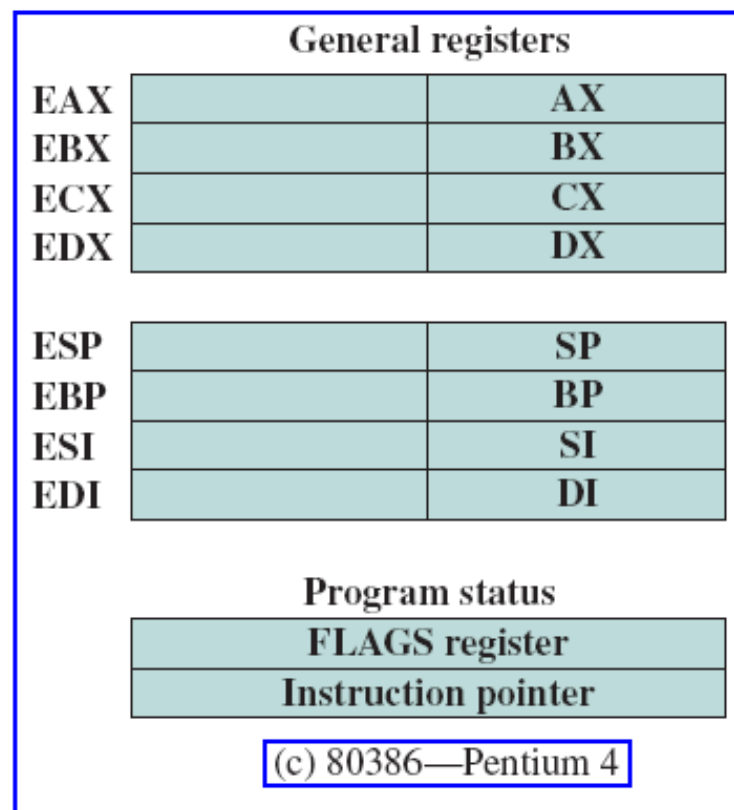 General registers
EAX AX
EBX BX
ECX CX
EDX DX
ESP SP
EBP BP
ESI SI
EDI DI
Program status
FLAGS register
Instruction pointer
(c) 80386—Pentium 4